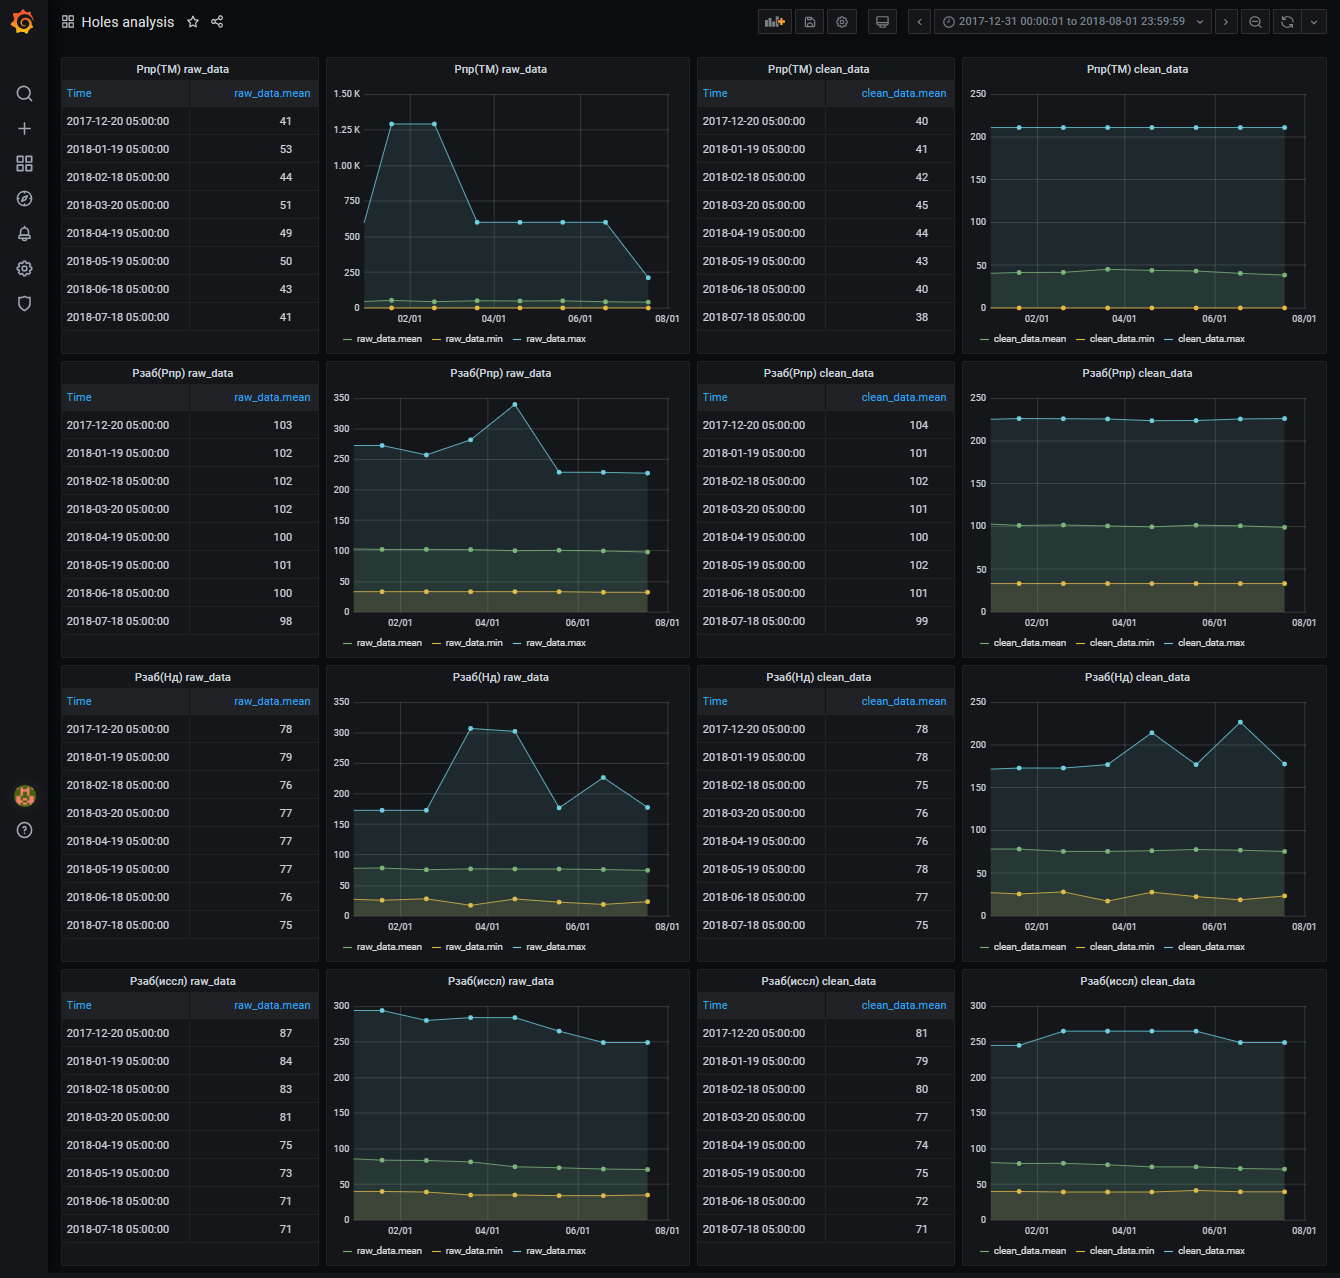 Holes analysis
2017-12-31 00:00:01 to 2018-08-01 23:59:59
Рпр(ТМ) raw_data
Time raw_data.mean
2017-12-20 05:00:00 41
2018-01-19 05:00:00 53
2018-02-18 05:00:00 44
2018-03-20 05:00:00 51
2018-04-19 05:00:00 49
2018-05-19 05:00:00 50
2018-06-18 05:00:00 43
2018-07-18 05:00:00 41
Рпр(ТМ) raw_data
1.50 K
1.25 K
1.00 K
750
500
250
0
02/01 04/01 06/01 08/01
raw_data.mean raw_data.min raw_data.max
Рпр(ТМ) clean_data
Time clean_data.mean
2017-12-20 05:00:00 40
2018-01-19 05:00:00 41
2018-02-18 05:00:00 42
2018-03-20 05:00:00 45
2018-04-19 05:00:00 44
2018-05-19 05:00:00 43
2018-06-18 05:00:00 40
2018-07-18 05:00:00 38
Рпр(ТМ) clean_data
250
200
150
100
50
0
02/01 04/01 06/01 08/01
clean_data.mean clean_data.min clean_data.max
Рзаб(Рпр) raw_data
Time raw_data.mean
2017-12-20 05:00:00 103
2018-01-19 05:00:00 102
2018-02-18 05:00:00 102
2018-03-20 05:00:00 102
2018-04-19 05:00:00 100
2018-05-19 05:00:00 101
2018-06-18 05:00:00 100
2018-07-18 05:00:00 98
Рзаб(Рпр) raw_data
350
300
250
200
150
100
50
0
02/01 04/01 06/01 08/01
raw_data.mean raw_data.min raw_data.max
Рзаб(Рпр) clean_data
Time clean_data.mean
2017-12-20 05:00:00 104
2018-01-19 05:00:00 101
2018-02-18 05:00:00 102
2018-03-20 05:00:00 101
2018-04-19 05:00:00 100
2018-05-19 05:00:00 102
2018-06-18 05:00:00 101
2018-07-18 05:00:00 99
Рзаб(Рпр) clean_data
250
200
150
100
50
0
02/01 04/01 06/01 08/01
clean_data.mean clean_data.min clean_data.max
Рзаб(Нд) raw_data
Time raw_data.mean
2017-12-20 05:00:00 78
2018-01-19 05:00:00 79
2018-02-18 05:00:00 76
2018-03-20 05:00:00 77
2018-04-19 05:00:00 77
2018-05-19 05:00:00 77
2018-06-18 05:00:00 76
2018-07-18 05:00:00 75
Рзаб(Нд) raw_data
350
300
250
200
150
100
50
0
02/01 04/01 06/01 08/01
raw_data.mean raw_data.min raw_data.max
Рзаб(Нд) clean_data
Time clean_data.mean
2017-12-20 05:00:00 78
2018-01-19 05:00:00 78
2018-02-18 05:00:00 75
2018-03-20 05:00:00 76
2018-04-19 05:00:00 76
2018-05-19 05:00:00 78
2018-06-18 05:00:00 77
2018-07-18 05:00:00 75
Рзаб(Нд) clean_data
250
200
150
100
50
0
02/01 04/01 06/01 08/01
clean_data.mean clean_data.min clean_data.max
Рзаб(иссл) raw_data
Time raw_data.mean
2017-12-20 05:00:00 87
2018-01-19 05:00:00 84
2018-02-18 05:00:00 83
2018-03-20 05:00:00 81
2018-04-19 05:00:00 75
2018-05-19 05:00:00 73
2018-06-18 05:00:00 71
2018-07-18 05:00:00 71
Рзаб(иссл) raw_data
300
250
200
150
100
50
0
02/01 04/01 06/01 08/01
raw_data.mean raw_data.min raw_data.max
Рзаб(иссл) clean_data
Time clean_data.mean
2017-12-20 05:00:00 81
2018-01-19 05:00:00 79
2018-02-18 05:00:00 80
2018-03-20 05:00:00 77
2018-04-19 05:00:00 74
2018-05-19 05:00:00 75
2018-06-18 05:00:00 72
2018-07-18 05:00:00 71
Рзаб(иссл) clean_data
300
250
200
150
100
50
0
02/01 04/01 06/01 08/01
clean_data.mean clean_data.min clean_data.max